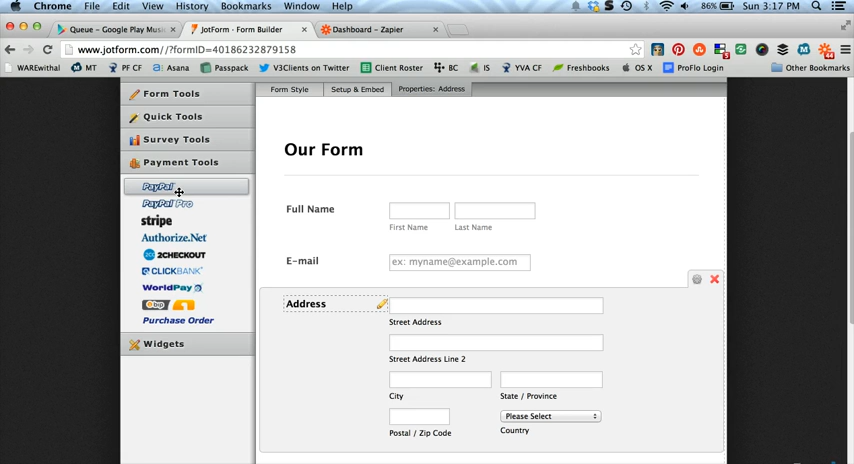 Chrome File Edit View History Bookmarks Window Help 86% Sun 3:17 PM
Queue – Google Play Music JotForm · Form Builder Dashboard – Zapier
www.jotform.com//?formID=40186232879158
WAREwithal MT PF CF Asana Passpack V3Clients on Twitter Client Roster BC IS YVA CF Freshbooks OS X ProFlo Login Other Bookmarks
Form Tools
Quick Tools
Survey Tools
Payment Tools
PayPal
PayPal Pro
stripe
Authorize.Net
2CO 2CHECKOUT
CLICKBANK
WorldPay
Purchase Order
Widgets
Form Style Setup & Embed Properties: Address
Our Form
Full Name
First Name Last Name
E-mail ex: myname@example.com
Address
Street Address
Street Address Line 2
City State / Province
Please Select
Postal / Zip Code Country